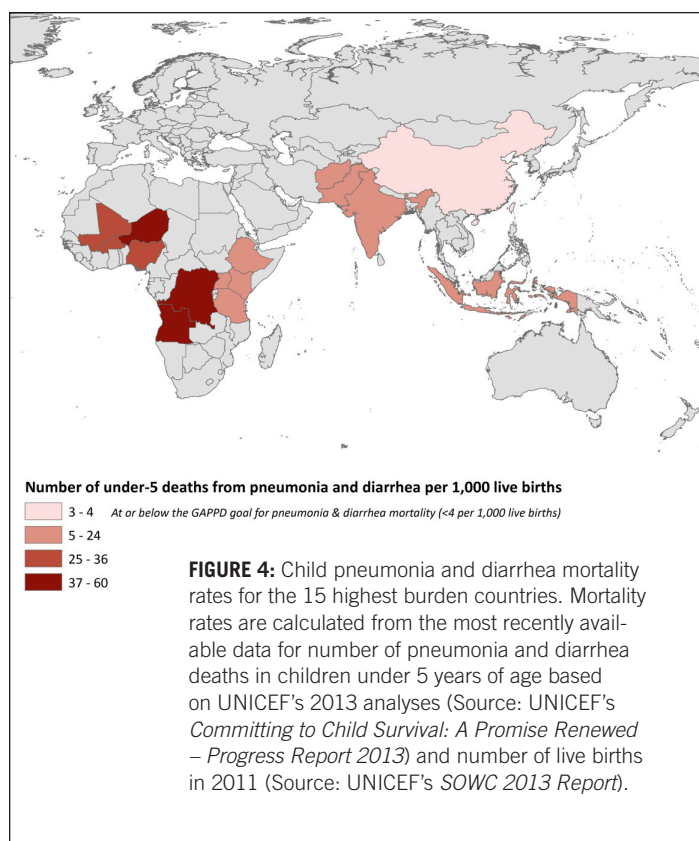 Number of under-5 deaths from pneumonia and diarrhea per 1,000 live births
3 - 4 At or below the GAPPD goal for pneumonia & diarrhea mortality (<4 per 1,000 live births)
5 - 24
25 - 36
37 - 60
FIGURE 4: Child pneumonia and diarrhea mortality
rates for the 15 highest burden countries. Mortality
rates are calculated from the most recently avail-
able data for number of pneumonia and diarrhea
deaths in children under 5 years of age based
on UNICEF’s 2013 analyses (Source: UNICEF’s
Committing to Child Survival: A Promise Renewed
– Progress Report 2013) and number of live births
in 2011 (Source: UNICEF’s SOWC 2013 Report).